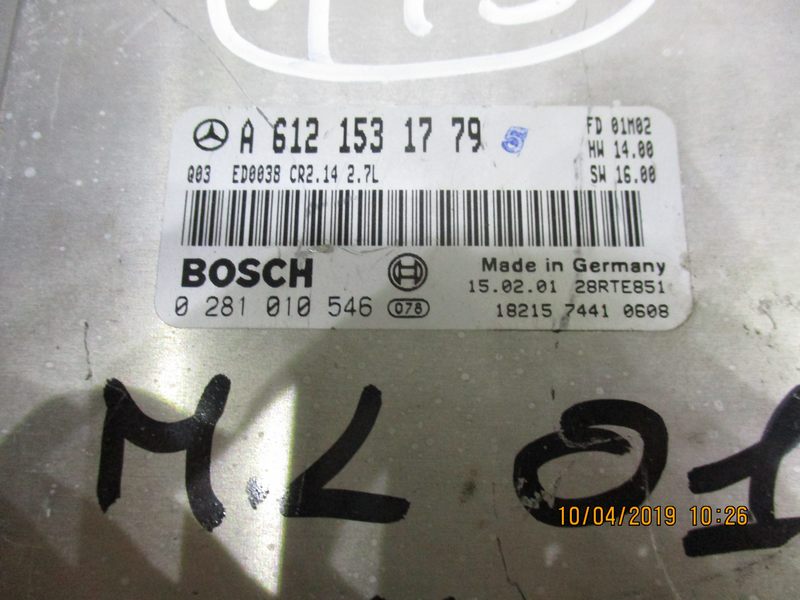 A 612 153 17 79
FD 01M02
HW 14.00
Q03 ED0038 CR2.14 2.7L
SW 16.00
BOSCH
Made in Germany
15.02.01 28RTE851
0 281 010 546 Q78
18215 7441 0608
M.L 01
10/04/2019 10:26